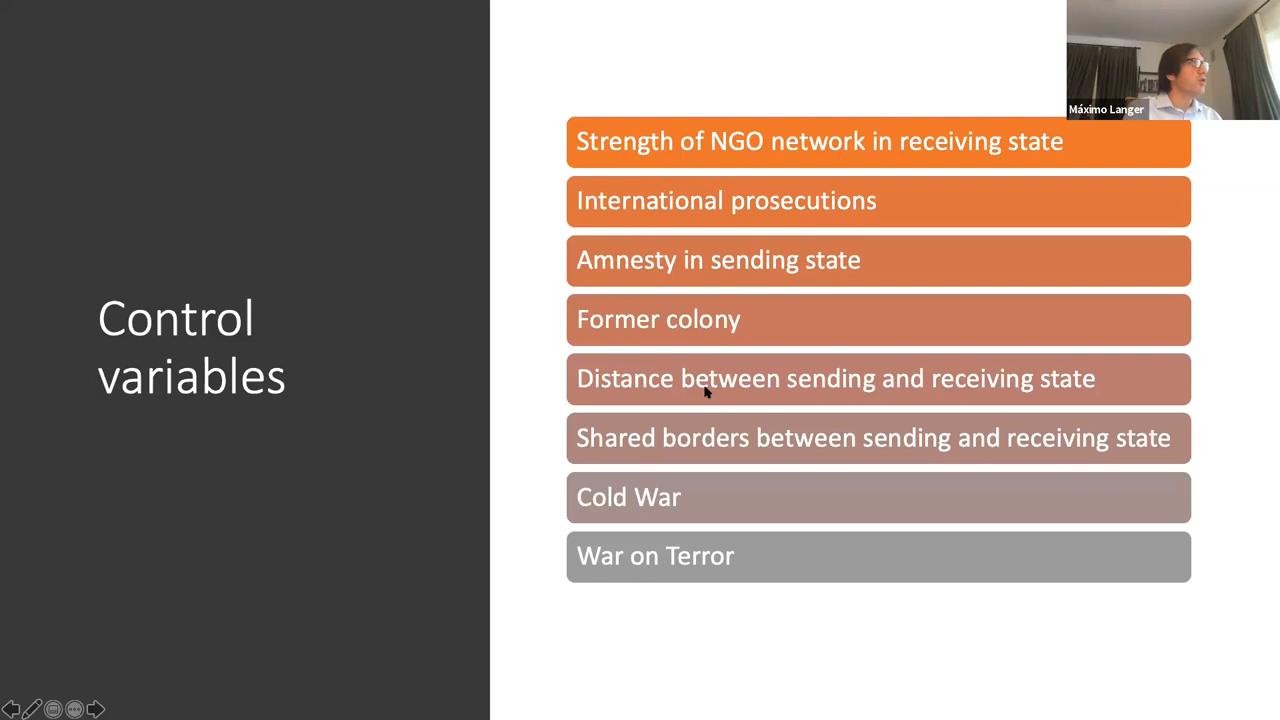 Máximo Langer
Control
variables
Strength of NGO network in receiving state
International prosecutions
Amnesty in sending state
Former colony
Distance between sending and receiving state
Shared borders between sending and receiving state
Cold War
War on Terror